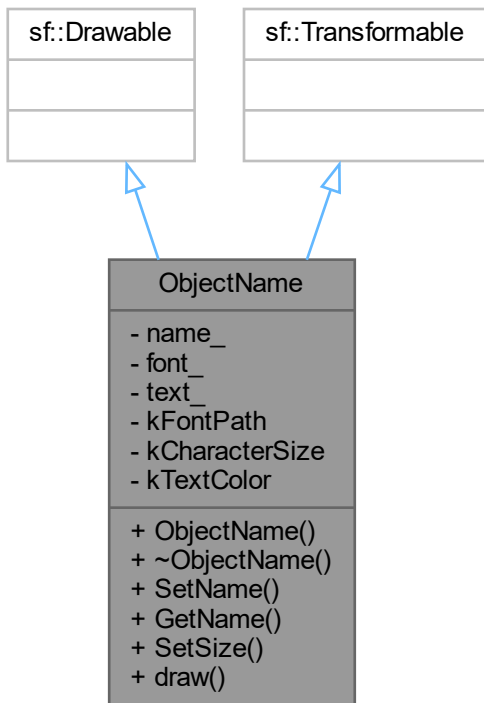 sf::Drawable
sf::Transformable
ObjectName
- name_
- font_
- text_
- kFontPath
- kCharacterSize
- kTextColor
+ ObjectName()
+ ~ObjectName()
+ SetName()
+ GetName()
+ SetSize()
+ draw()